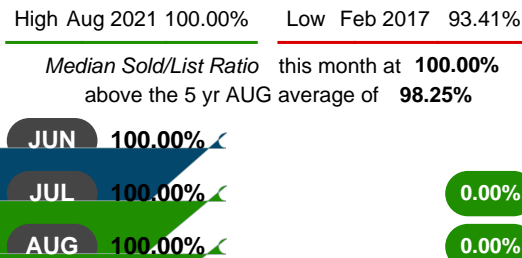 High Aug 2021 100.00% Low Feb 2017 93.41%
Median Sold/List Ratio this month at 100.00%
above the 5 yr AUG average of 98.25%
JUN 100.00%
JUL 100.00% 0.00%
AUG 100.00% 0.00%